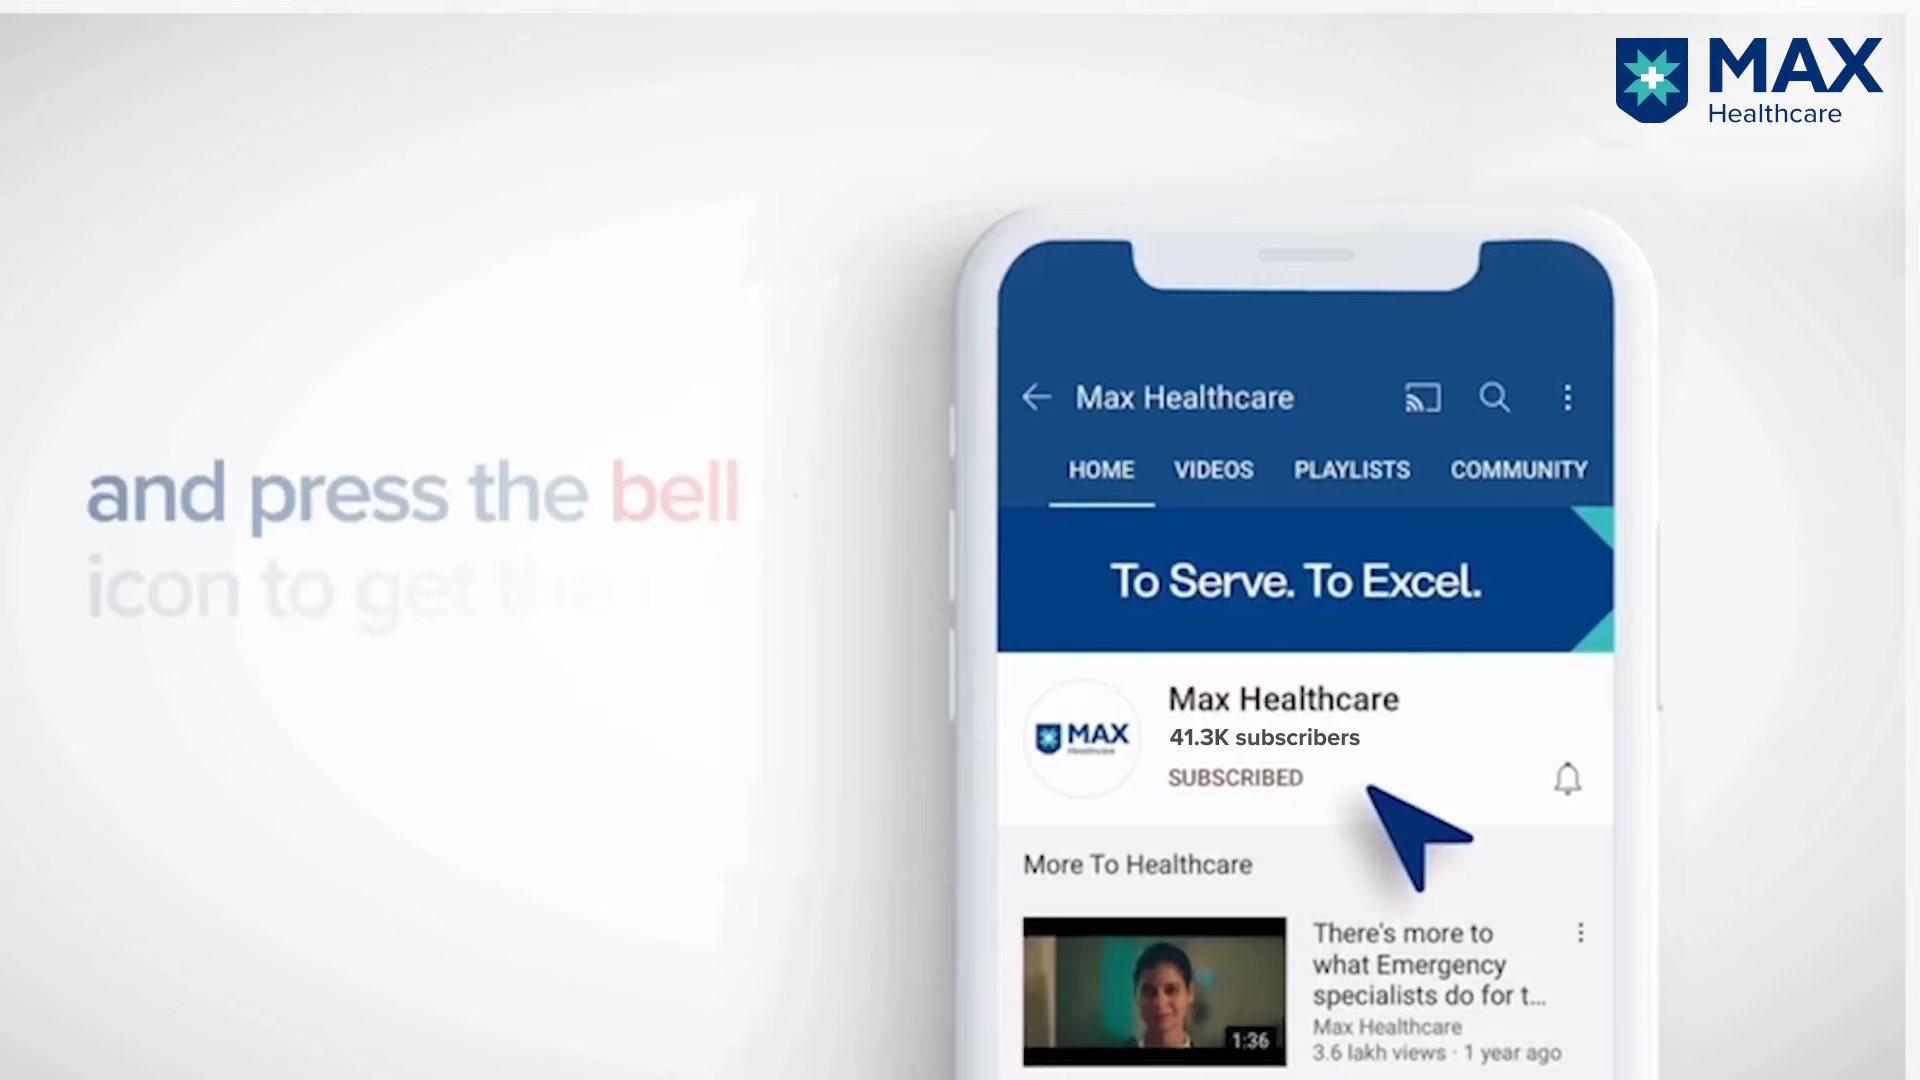 MAX
Healthcare
and press the bell
icon to get the
Max Healthcare
HOME VIDEOS PLAYLISTS COMMUNITY
To Serve. To Excel.
MAX
Healthcare
Max Healthcare
41.3K subscribers
SUBSCRIBED
More To Healthcare
There's more to
what Emergency
specialists do for t...
1:36
Max Healthcare
3.6 lakh views · 1 year ago